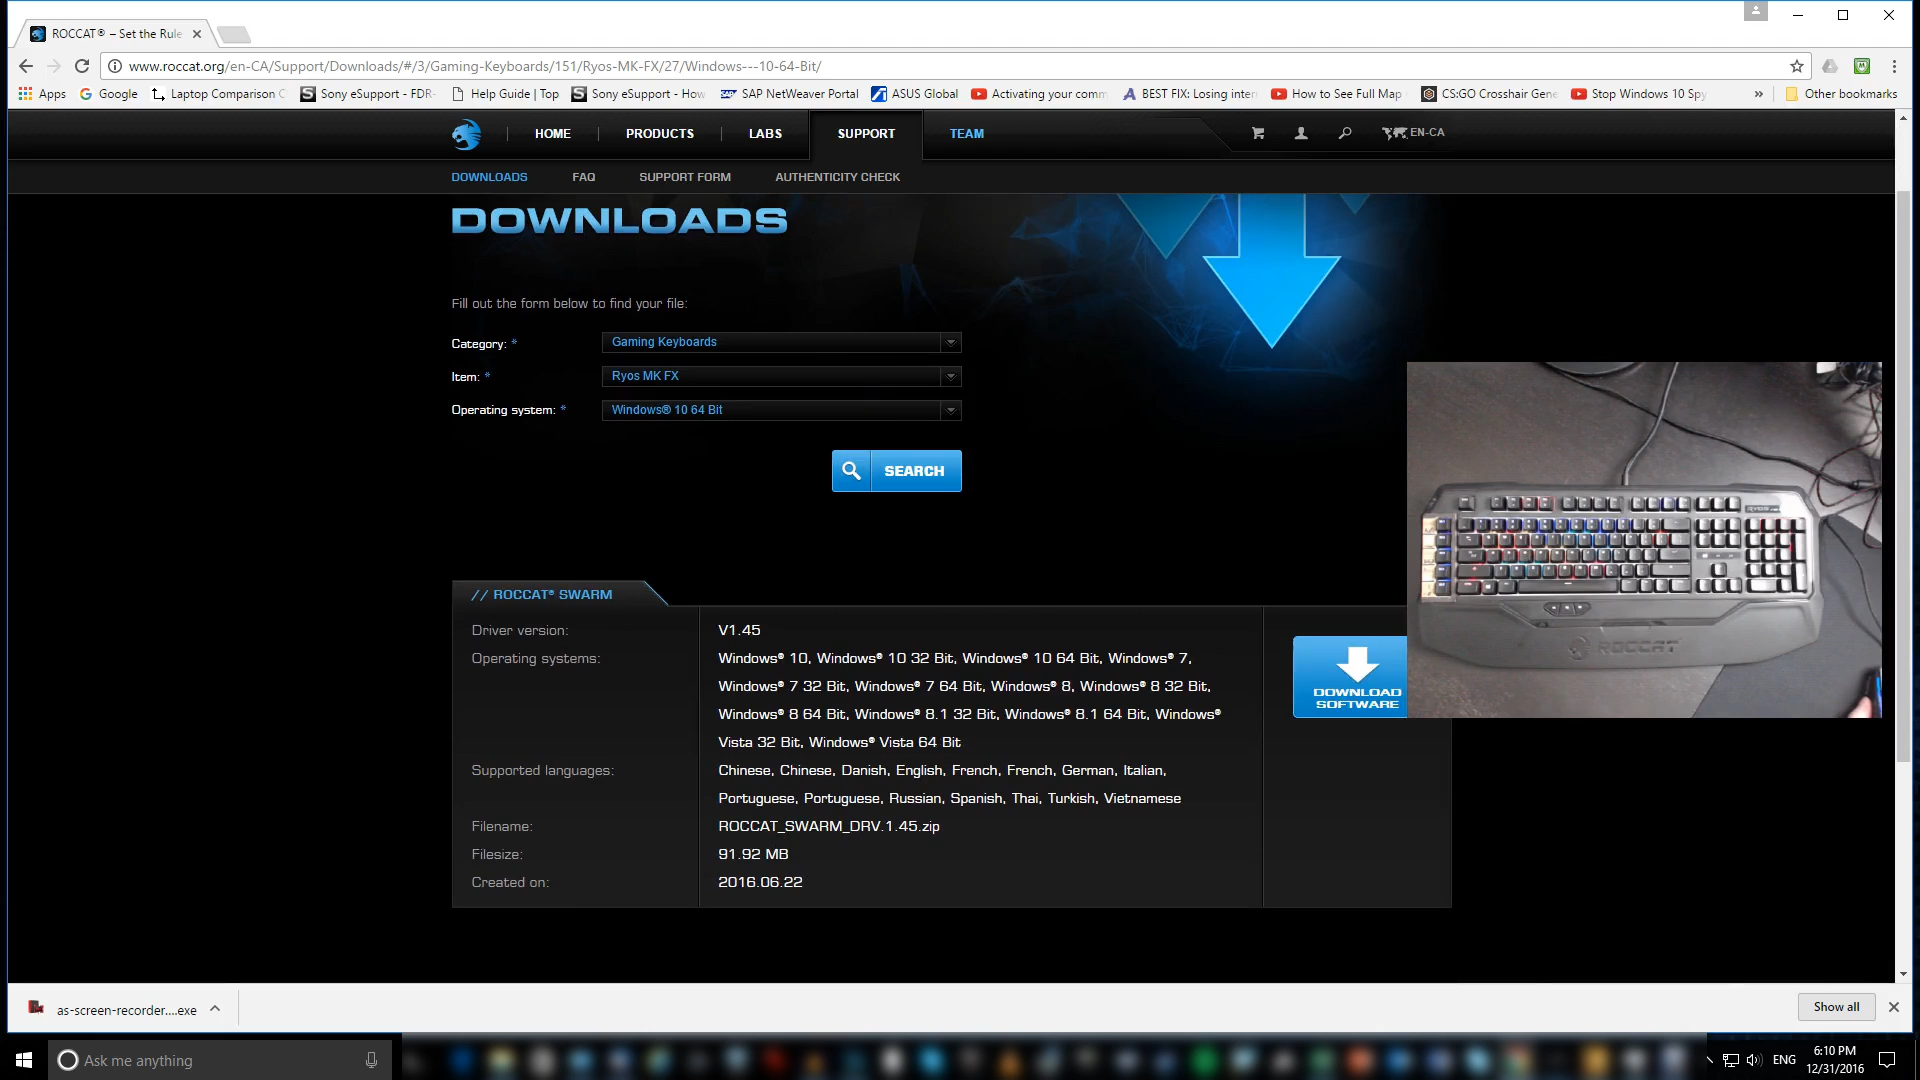 ROCCAT® – Set the Rule
www.roccat.org/en-CA/Support/Downloads/#/3/Gaming-Keyboards/151/Ryos-MK-FX/27/Windows---10-64-Bit/
Apps Google Laptop Comparison C Sony eSupport - FDR- Help Guide | Top Sony eSupport - How SAP NetWeaver Portal ASUS Global Activating your comm BEST FIX: Losing inter How to See Full Map CS:GO Crosshair Gene Stop Windows 10 Spy » Other bookmarks
HOME PRODUCTS LABS SUPPORT TEAM EN-CA
DOWNLOADS FAQ SUPPORT FORM AUTHENTICITY CHECK
DOWNLOADS
Fill out the form below to find your file:
Category: * Gaming Keyboards
Item: * Ryos MK FX
Operating system: * Windows® 10 64 Bit
SEARCH
// ROCCAT® SWARM
Driver version: V1.45
Operating systems: Windows® 10, Windows® 10 32 Bit, Windows® 10 64 Bit, Windows® 7,
Windows® 7 32 Bit, Windows® 7 64 Bit, Windows® 8, Windows® 8 32 Bit,
Windows® 8 64 Bit, Windows® 8.1 32 Bit, Windows® 8.1 64 Bit, Windows®
Vista 32 Bit, Windows® Vista 64 Bit
Supported languages: Chinese, Chinese, Danish, English, French, French, German, Italian,
Portuguese, Portuguese, Russian, Spanish, Thai, Turkish, Vietnamese
Filename: ROCCAT_SWARM_DRV.1.45.zip
Filesize: 91.92 MB
Created on: 2016.06.22
DOWNLOAD
SOFTWARE
RYOS
ROCCAT
as-screen-recorder....exe
Show all
Ask me anything
ENG
6:10 PM
12/31/2016